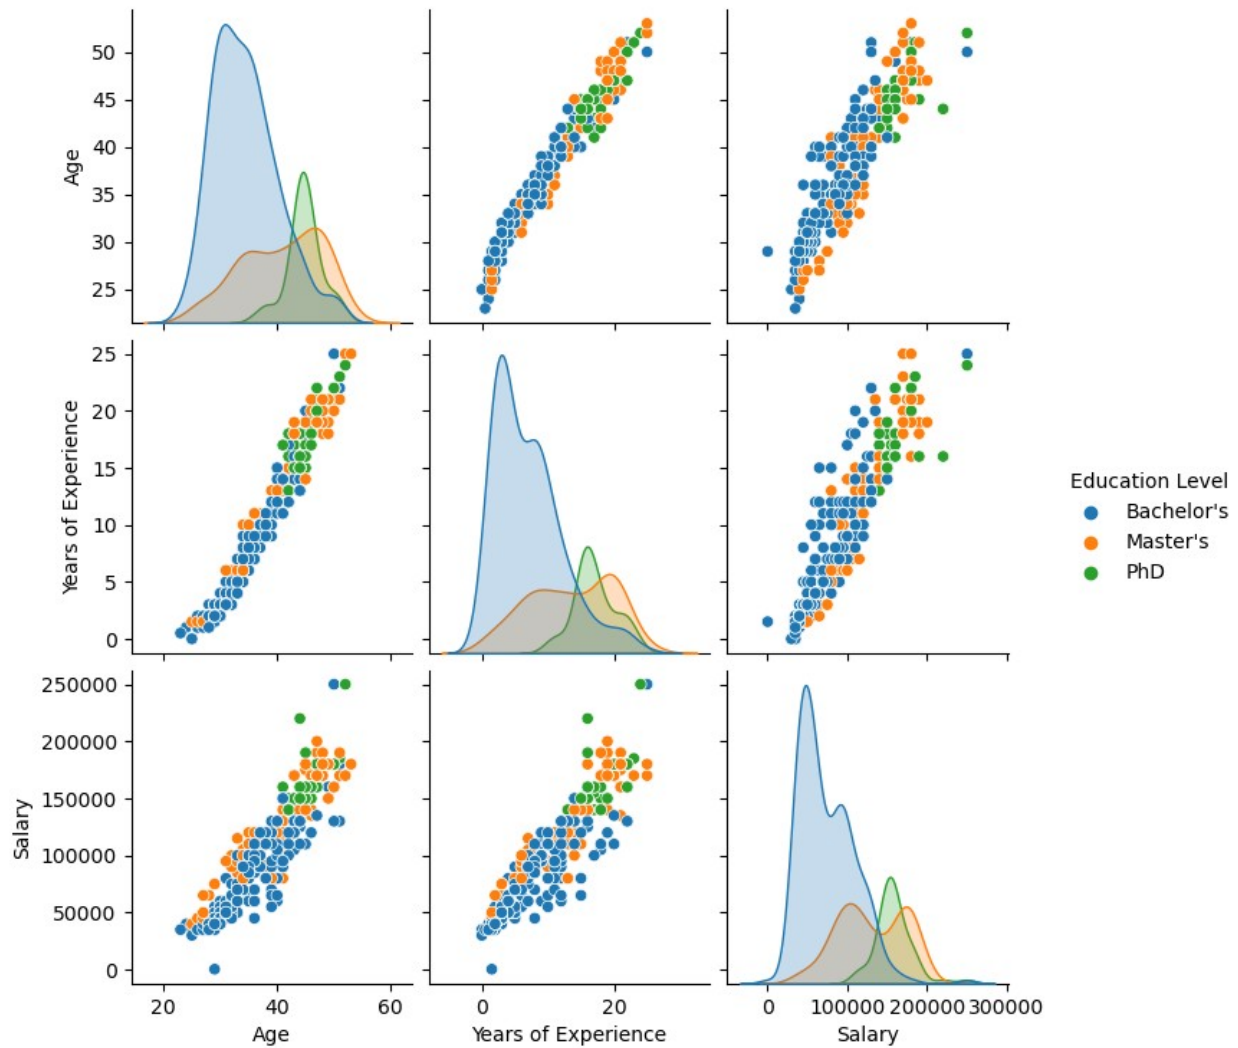 50
45
40
35
30
25
Age
25
20
15
10
5
0
Years of Experience
Education Level
Bachelor's
Master's
PhD
250000
200000
150000
100000
50000
0
Salary
20 40 60
0 20
0 100000 200000 300000
Age
Years of Experience
Salary